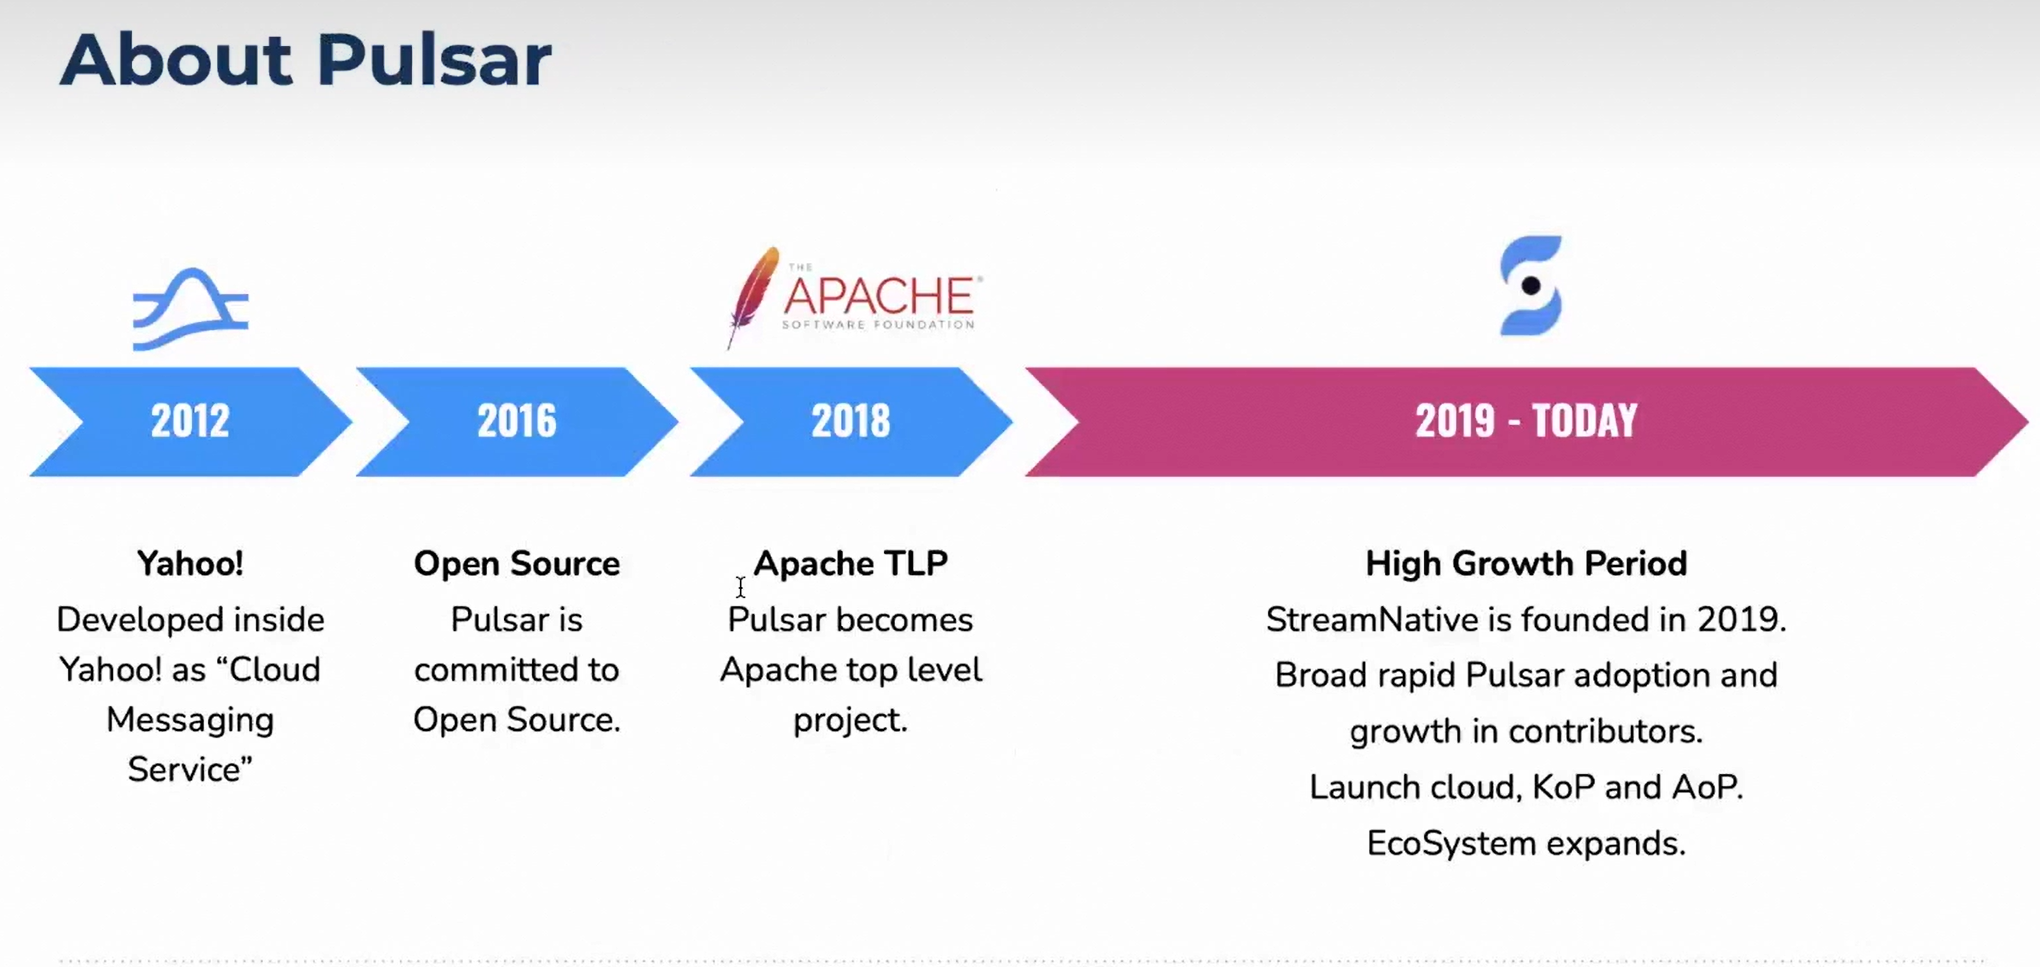 About Pulsar
THE
APACHE®
SOFTWARE FOUNDATION
2012
2016
2018
2019 - TODAY
Yahoo!
Developed inside
Yahoo! as “Cloud
Messaging
Service”
Open Source
Pulsar is
committed to
Open Source.
Apache TLP
Pulsar becomes
Apache top level
project.
High Growth Period
StreamNative is founded in 2019.
Broad rapid Pulsar adoption and
growth in contributors.
Launch cloud, KoP and AoP.
EcoSystem expands.